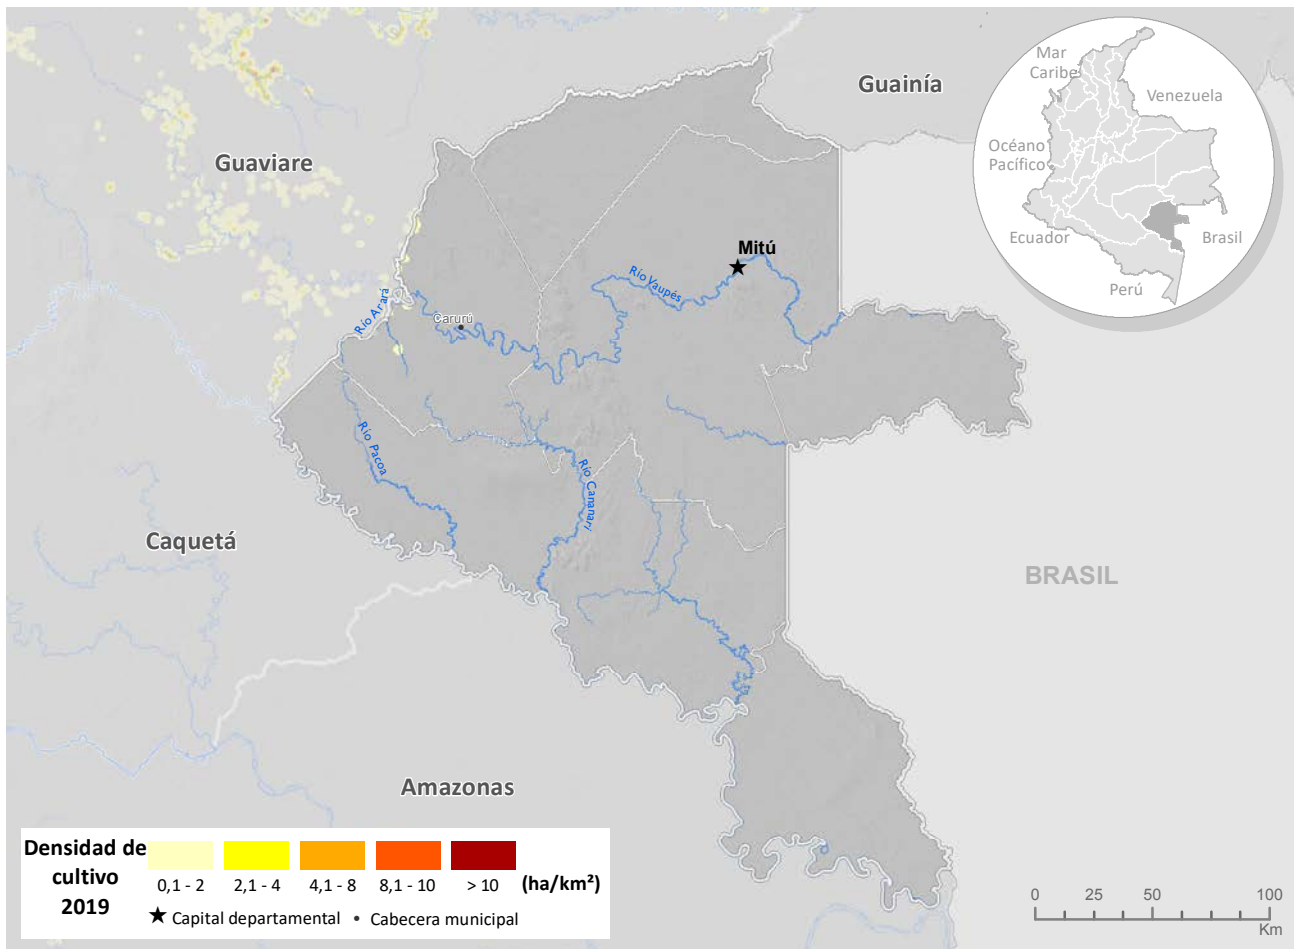 Guainía
Mar
Caribe
Venezuela
Océano
Pacífico
Ecuador
Brasil
Perú
Guaviare
Mitú
Río Vaupés
Río Arará
Carurú
Río Pacoa
Río Cananarí
Caquetá
BRASIL
Amazonas
Densidad de
cultivo
2019
0,1 - 2
2,1 - 4
4,1 - 8
8,1 - 10
> 10
(ha/km²)
Capital departamental
Cabecera municipal
0 25 50 100
Km